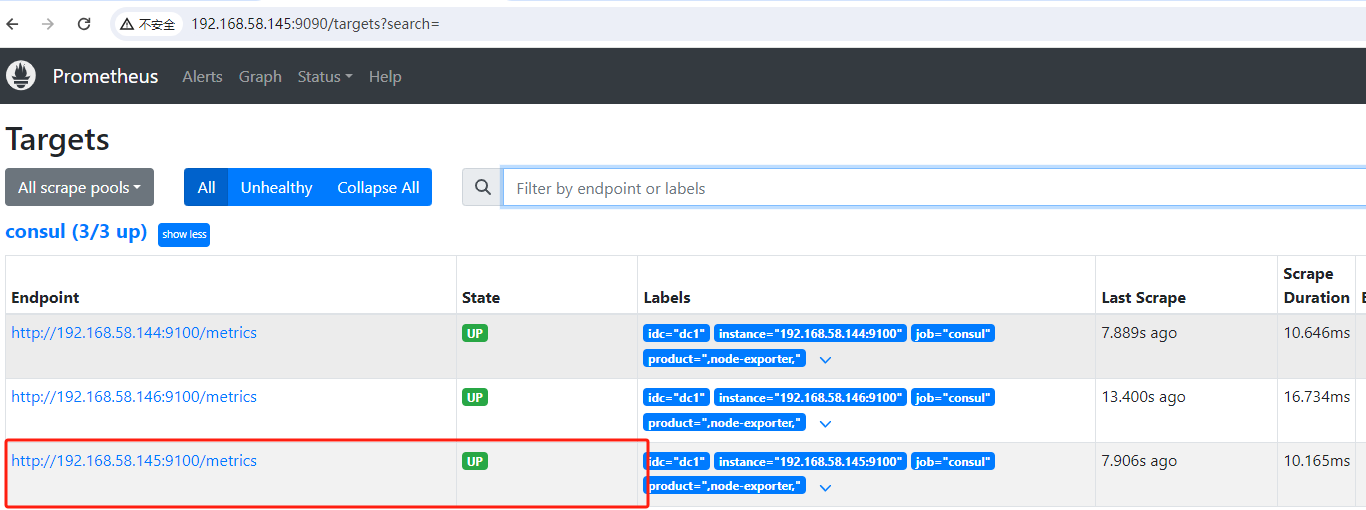 不安全 192.168.58.145:9090/targets?search=
Prometheus Alerts Graph Status Help
Targets
All scrape pools All Unhealthy Collapse All Filter by endpoint or labels
consul (3/3 up) show less
Endpoint State Labels Last Scrape Scrape Duration
http://192.168.58.144:9100/metrics UP idc="dc1" instance="192.168.58.144:9100" job="consul" 7.889s ago 10.646ms
product=",node-exporter,"
http://192.168.58.146:9100/metrics UP idc="dc1" instance="192.168.58.146:9100" job="consul" 13.400s ago 16.734ms
product=",node-exporter,"
http://192.168.58.145:9100/metrics UP idc="dc1" instance="192.168.58.145:9100" job="consul" 7.906s ago 10.165ms
product=",node-exporter,"